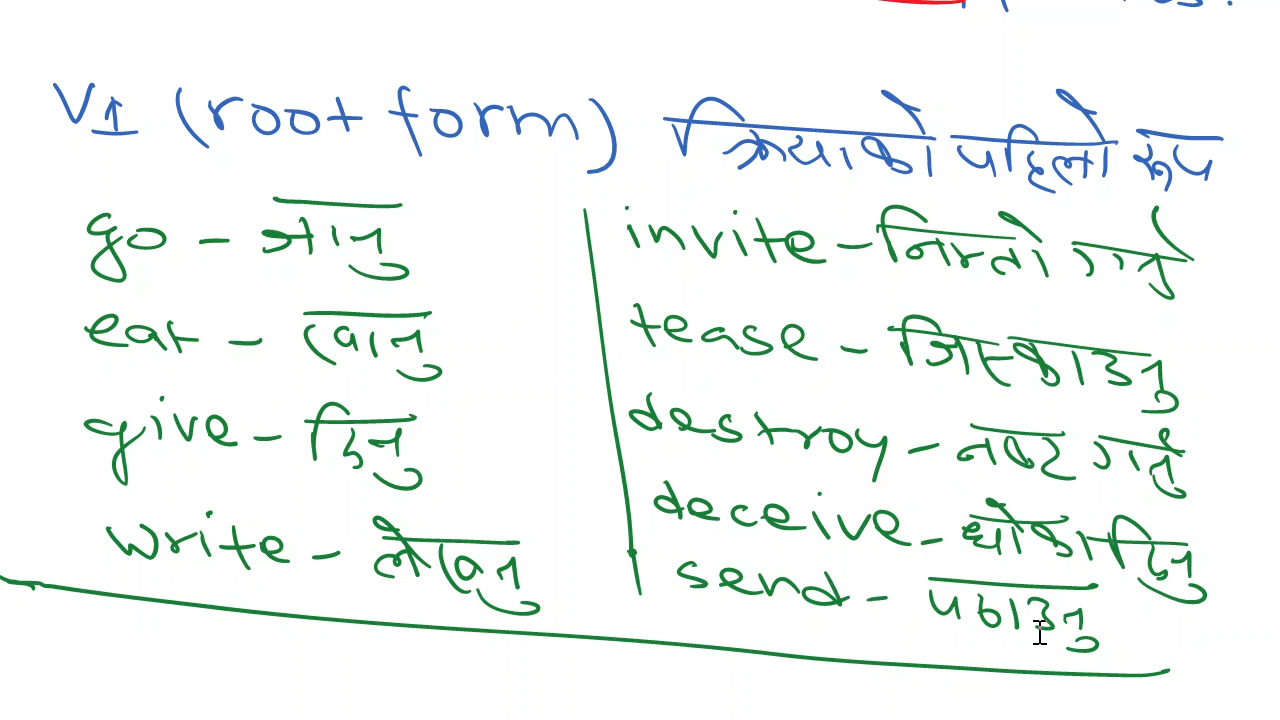 V1 (root form) क्रियाको पहिलो रूप
go - जानु
eat - खानु
give - दिनु
write - लेख्नु
invite - निम्तो गर्नु
tease - जिस्काउनु
destroy - नष्ट गर्नु
deceive - धोका दिनु
send - पठाउनु